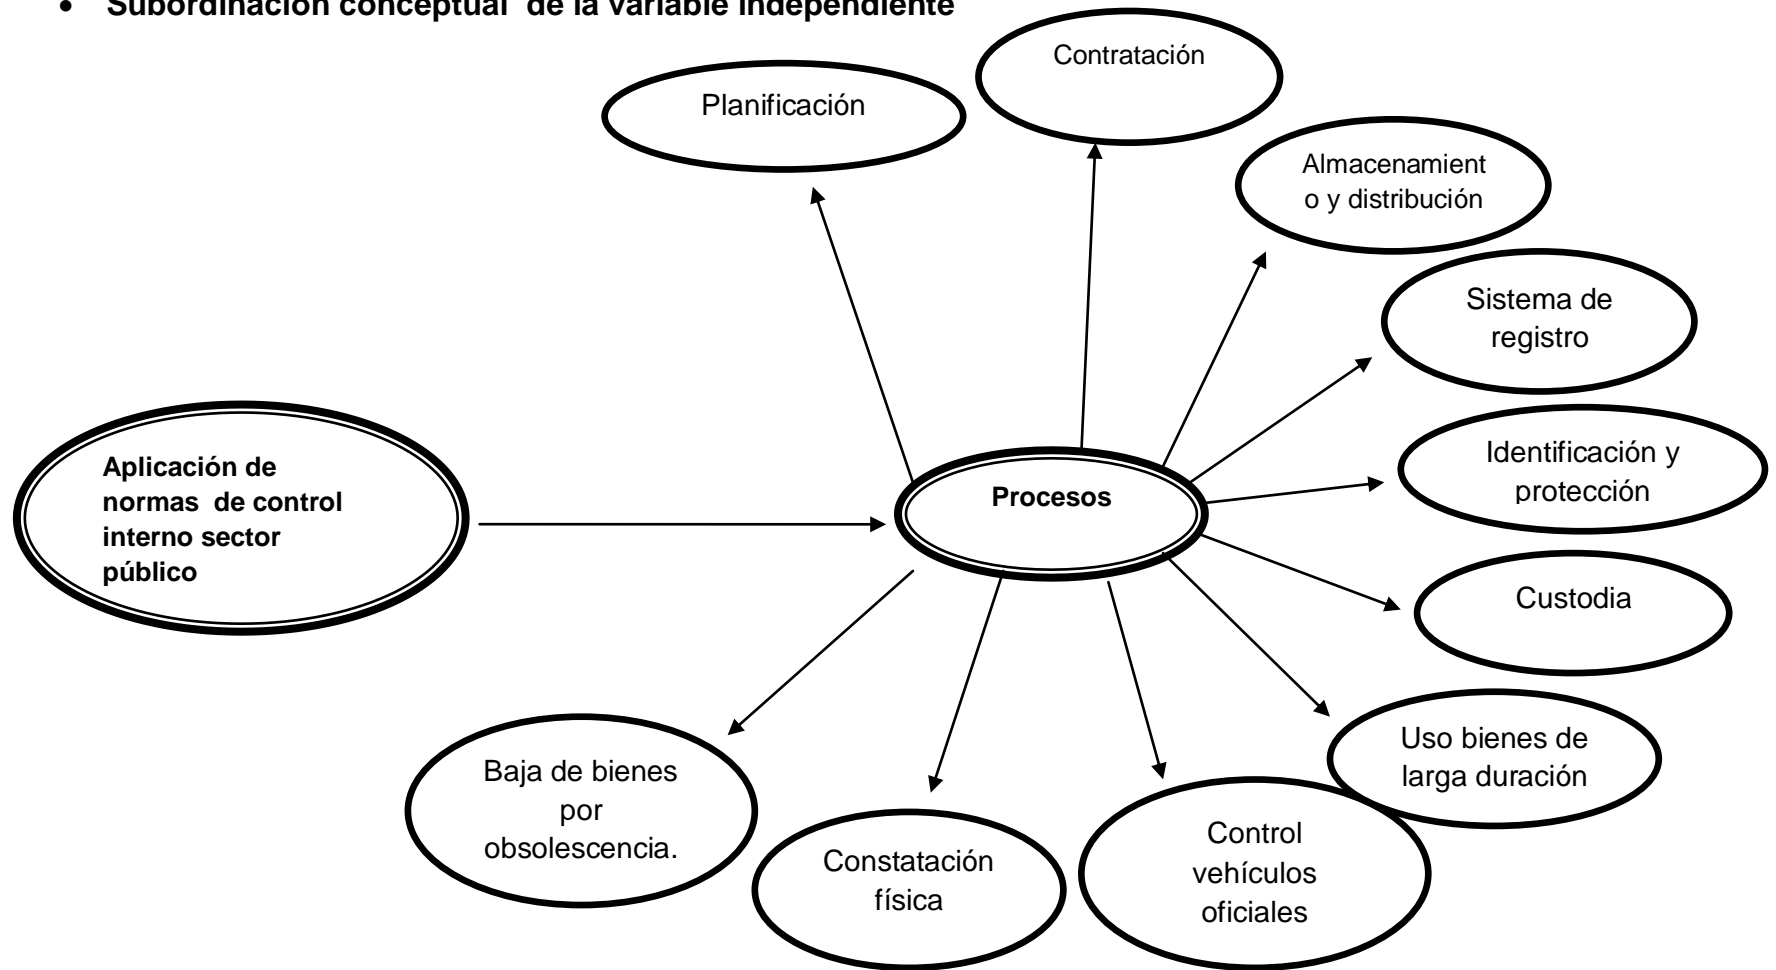 • Subordinación conceptual de la variable independiente
Contratación
Planificación
Almacenamient
o y distribución
Sistema de
registro
Identificación y
protección
Aplicación de
normas de control
interno sector
público
Procesos
Custodia
Uso bienes de
larga duración
Baja de bienes
por
obsolescencia.
Constatación
física
Control
vehículos
oficiales